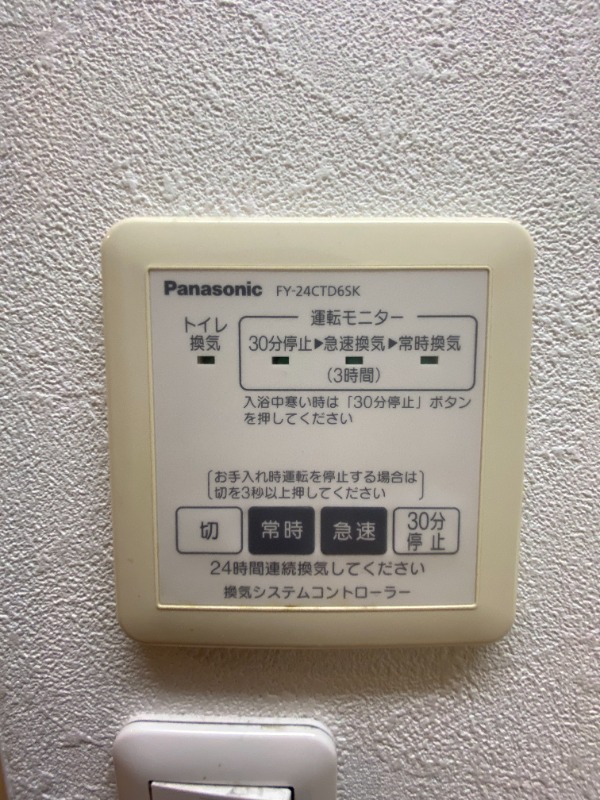 Panasonic FY-24CTD6SK
トイレ
換気
運転モニター
30分停止▶急速換気▶常時換気
(3時間)
入浴中寒い時は「30分停止」ボタン
を押してください
お手入れ時運転を停止する場合は
切を3秒以上押してください
切 常時 急速 30分
停止
24時間連続換気してください
換気システムコントローラー